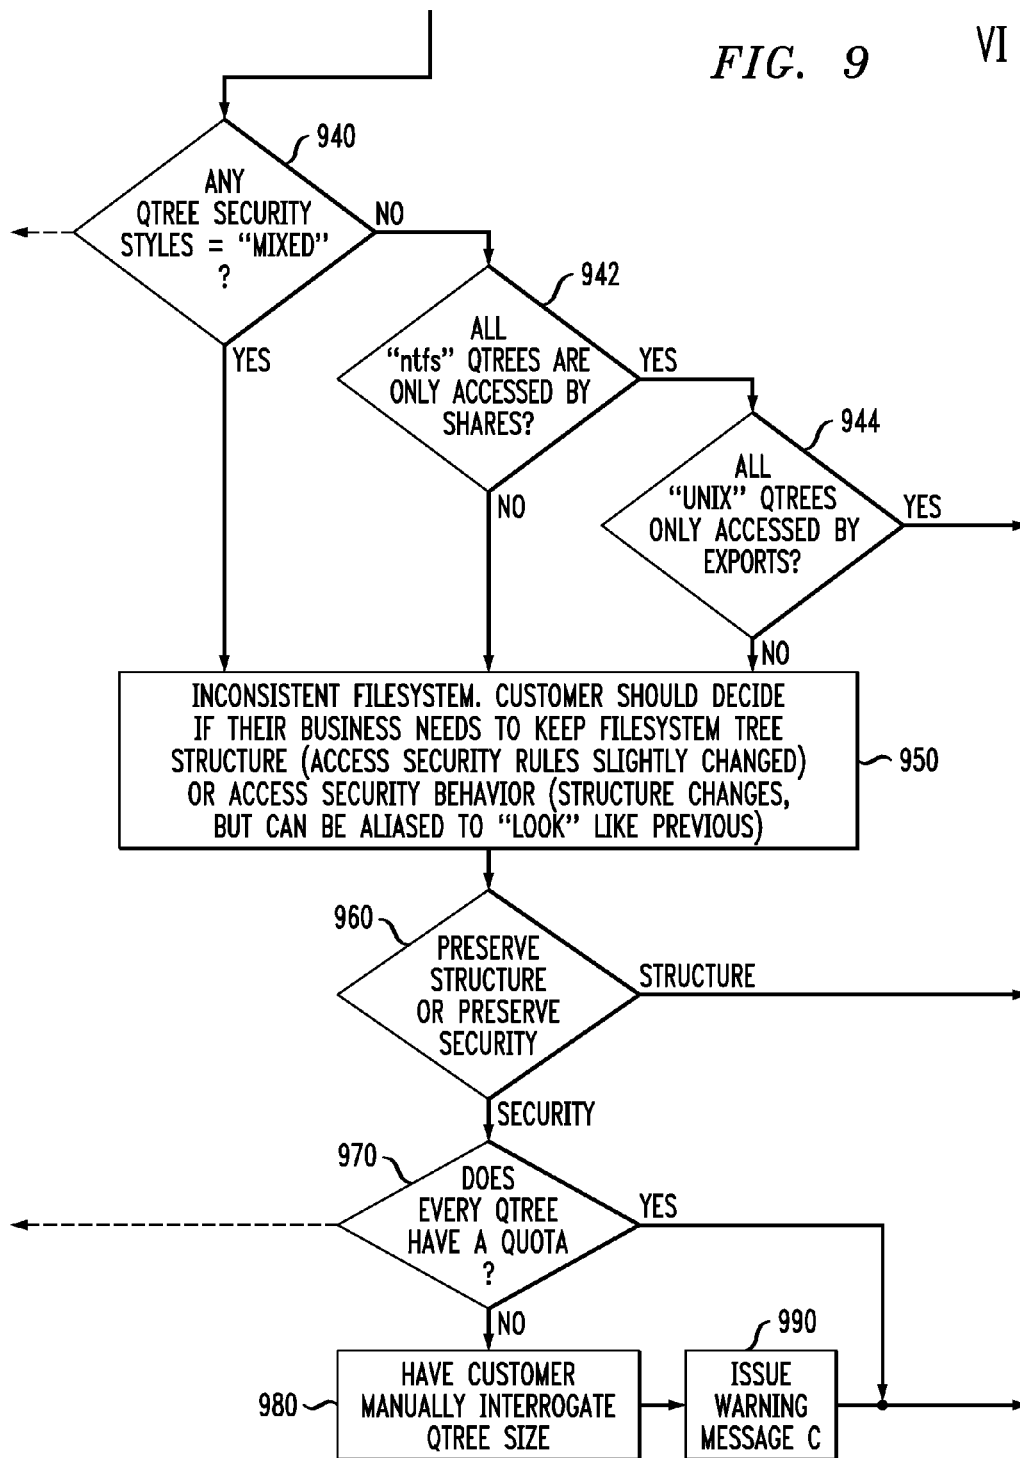 FIG. 9
VI
940
ANY
QTREE SECURITY
STYLES = “MIXED”
?
NO
YES
942
ALL
“ntfs” QTREES ARE
ONLY ACCESSED BY
SHARES?
YES
NO
944
ALL
“UNIX” QTREES
ONLY ACCESSED BY
EXPORTS?
YES
NO
INCONSISTENT FILESYSTEM. CUSTOMER SHOULD DECIDE
IF THEIR BUSINESS NEEDS TO KEEP FILESYSTEM TREE
STRUCTURE (ACCESS SECURITY RULES SLIGHTLY CHANGED)
OR ACCESS SECURITY BEHAVIOR (STRUCTURE CHANGES,
BUT CAN BE ALIASED TO “LOOK” LIKE PREVIOUS)
950
960
PRESERVE
STRUCTURE
OR PRESERVE
SECURITY
STRUCTURE
SECURITY
970
DOES
EVERY QTREE
HAVE A QUOTA
?
YES
NO
980
HAVE CUSTOMER
MANUALLY INTERROGATE
QTREE SIZE
990
ISSUE
WARNING
MESSAGE C